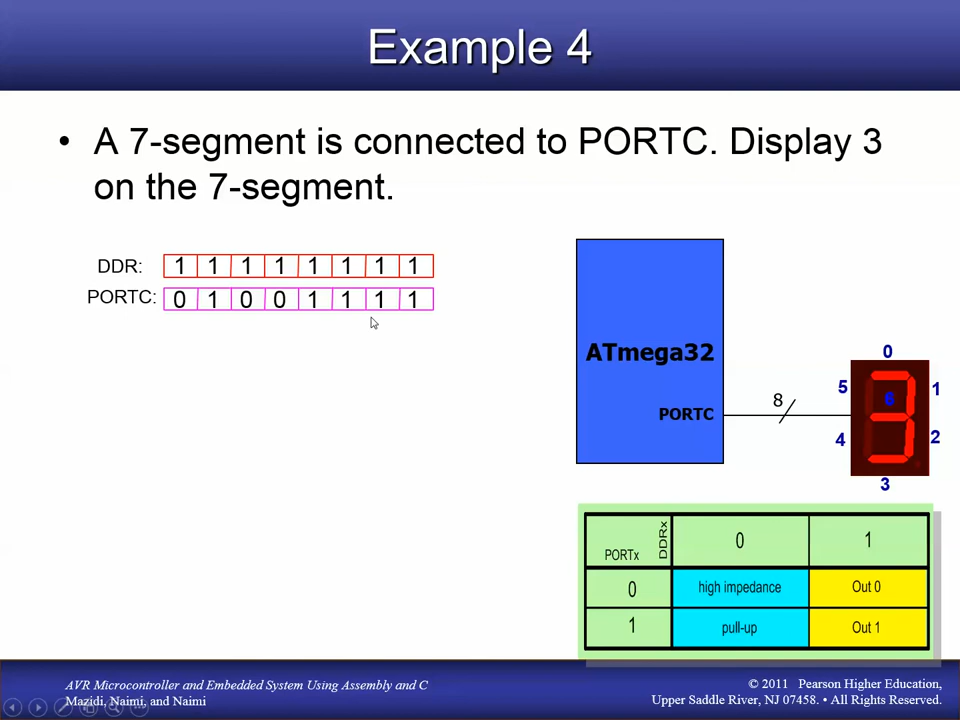 Example 4
• A 7-segment is connected to PORTC. Display 3
on the 7-segment.
DDR: 1 1 1 1 1 1 1 1
PORTC: 0 1 0 0 1 1 1 1
ATmega32
PORTC
8
0
5
6
1
4
2
3
PORTx DDRx 0 1
0 high impedance Out 0
1 pull-up Out 1
AVR Microcontroller and Embedded System Using Assembly and C
Mazidi, Naimi, and Naimi
© 2011 Pearson Higher Education,
Upper Saddle River, NJ 07458. • All Rights Reserved.